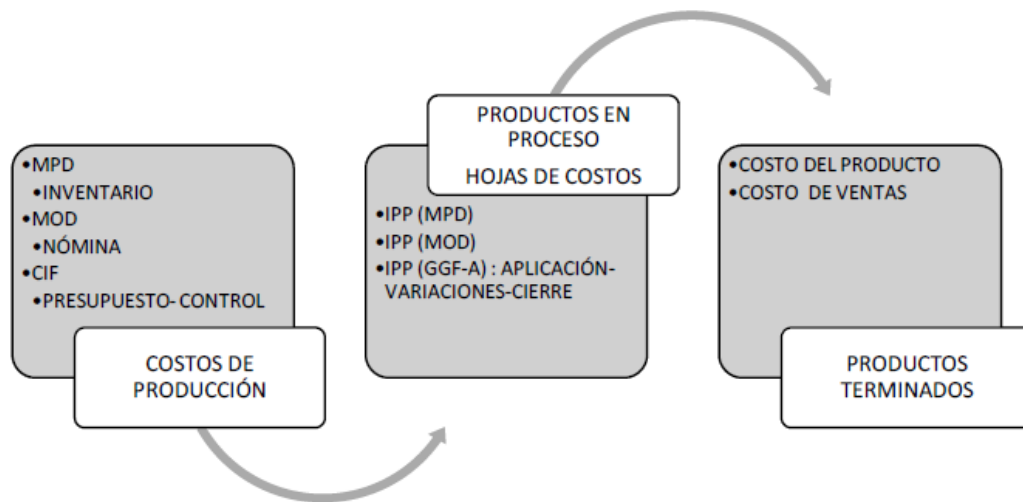 •MPD
•INVENTARIO
•MOD
•NÓMINA
•CIF
•PRESUPUESTO- CONTROL
COSTOS DE
PRODUCCIÓN
PRODUCTOS EN
PROCESO
HOJAS DE COSTOS
•IPP (MPD)
•IPP (MOD)
•IPP (GGF-A) : APLICACIÓN-
VARIACIONES-CIERRE
•COSTO DEL PRODUCTO
•COSTO DE VENTAS
PRODUCTOS
TERMINADOS